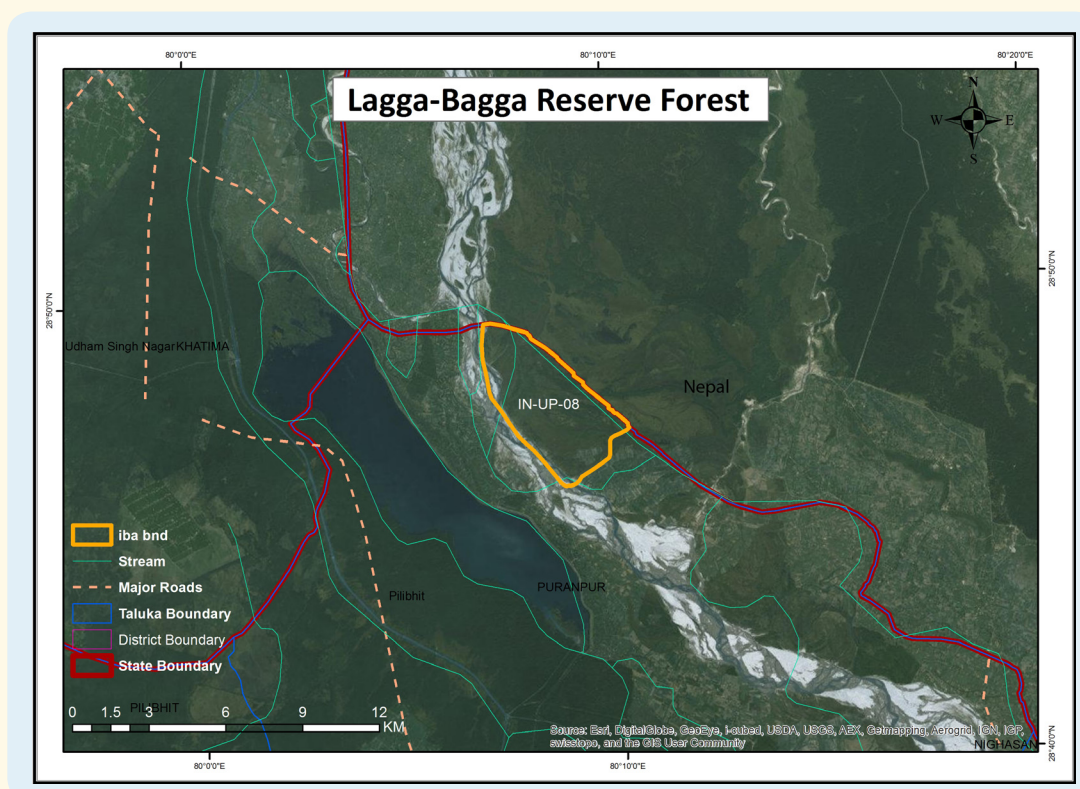 80°0'0"E
80°10'0"E
80°20'0"E
Lagga-Bagga Reserve Forest
N
W
E
S
28°50'0"N
28°50'0"N
Udham Singh Nagar KHATIMA
Nepal
IN-UP-08
iba bnd
Stream
Major Roads
Taluka Boundary
District Boundary
State Boundary
PURANPUR
Pilibhit
PILIBHIT
0 1.5 3 6 9 12
KM
Source: Esri, DigitalGlobe, GeoEye, i-cubed, USDA, USGS, AEX, Getmapping, Aerogrid, IGN, IGP,
swisstopo, and the GIS User Community
NIGHASAN
28°40'0"N
80°0'0"E
80°10'0"E